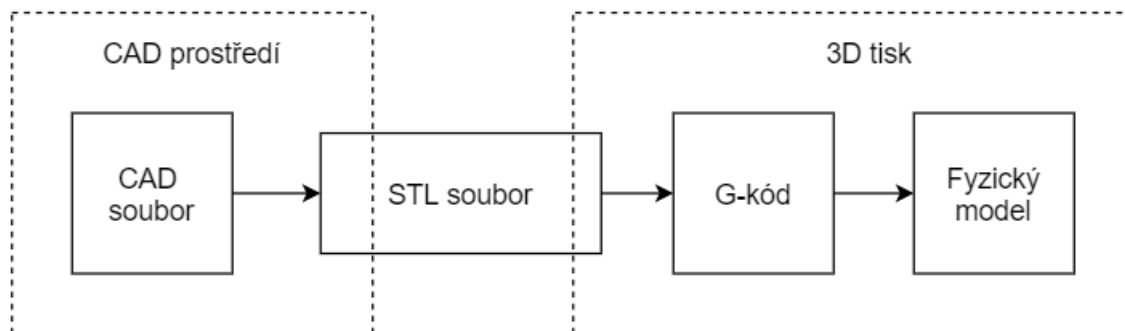 CAD prostředí
3D tisk
CAD
soubor
STL soubor
G-kód
Fyzický
model